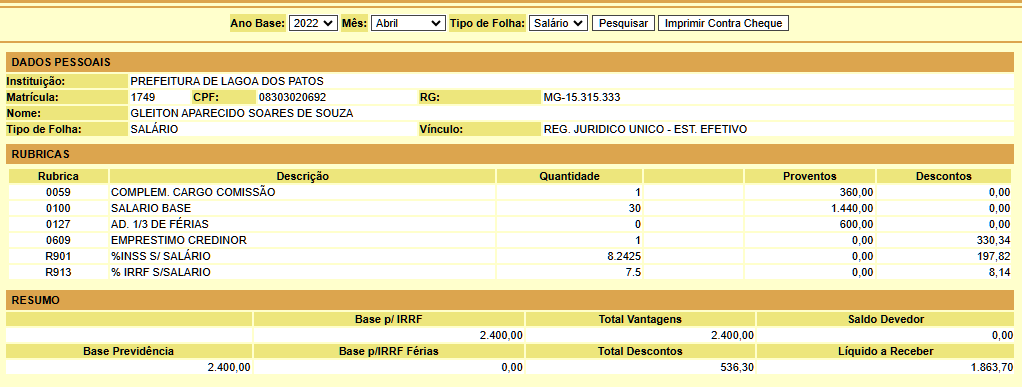 Ano Base: 2022 Mês: Abril Tipo de Folha: Salário Pesquisar Imprimir Contra Cheque
DADOS PESSOAIS
Instituição: PREFEITURA DE LAGOA DOS PATOS
Matrícula: 1749 CPF: 08303020692 RG: MG-15.315.333
Nome: GLEITON APARECIDO SOARES DE SOUZA
Tipo de Folha: SALÁRIO Vínculo: REG. JURIDICO UNICO - EST. EFETIVO
RUBRICAS
Rubrica Descrição Quantidade Proventos Descontos
0059 COMPLEM. CARGO COMISSÃO 1 360,00 0,00
0100 SALARIO BASE 30 1.440,00 0,00
0127 AD. 1/3 DE FÉRIAS 0 600,00 0,00
0609 EMPRESTIMO CREDINOR 1 0,00 330,34
R901 %INSS S/ SALÁRIO 8.2425 0,00 197,82
R913 % IRRF S/SALARIO 7.5 0,00 8,14
RESUMO
Base p/ IRRF Total Vantagens Saldo Devedor
2.400,00 2.400,00 0,00
Base Previdência Base p/IRRF Férias Total Descontos Líquido a Receber
2.400,00 0,00 536,30 1.863,70